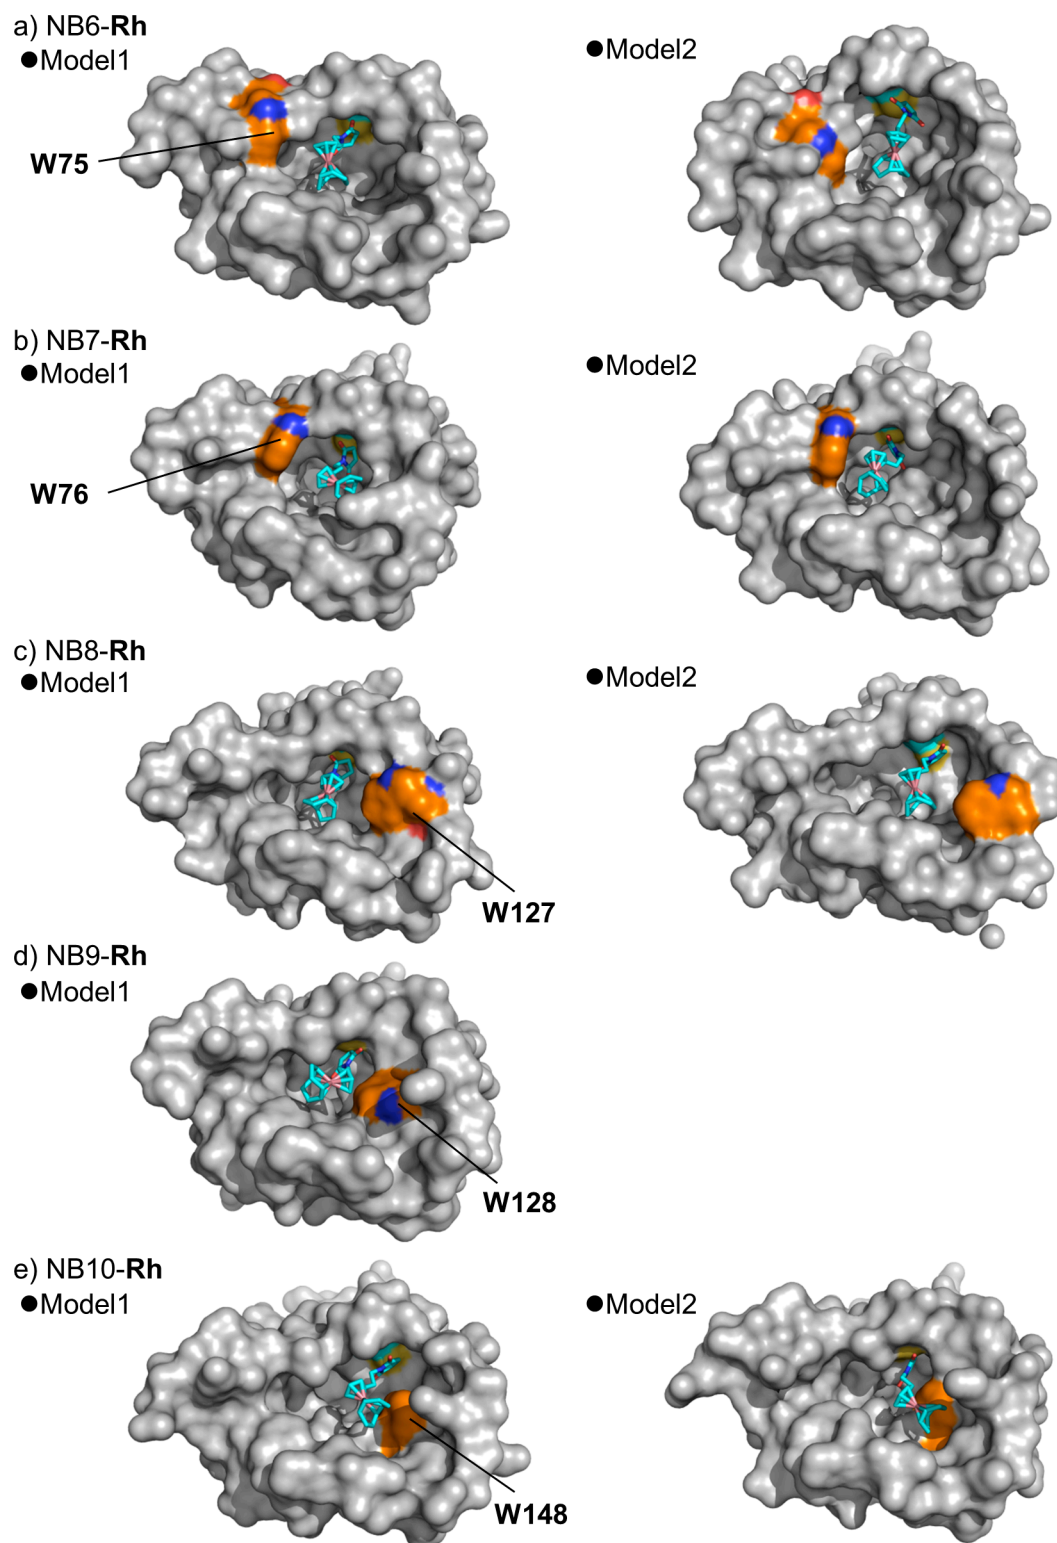 a) NB6-Rh
●Model1
●Model2
W75
b) NB7-Rh
●Model1
●Model2
W76
c) NB8-Rh
●Model1
●Model2
W127
d) NB9-Rh
●Model1
W128
e) NB10-Rh
●Model1
●Model2
W148